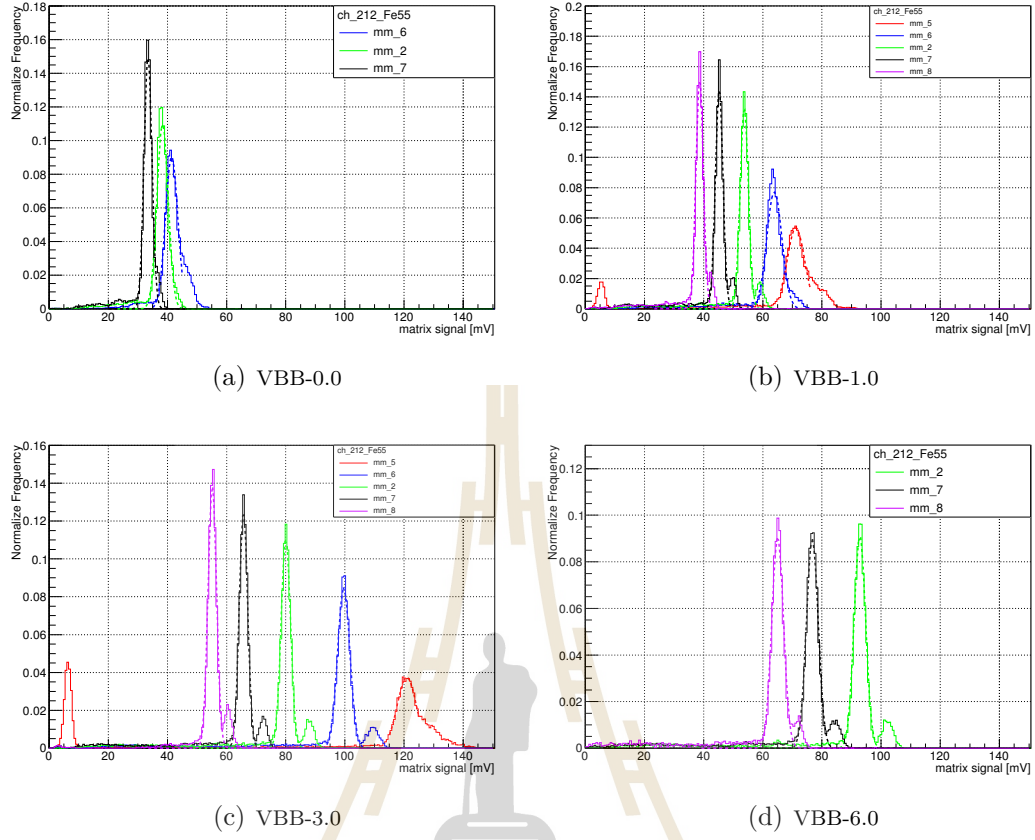 Normalize Frequency
0.18
0.16
0.14
0.12
0.1
0.08
0.06
0.04
0.02
0
ch_212_Fe55
mm_6
mm_2
mm_7
0 20 40 60 80 100 120 140
matrix signal [mV]
(a) VBB-0.0
Normalize Frequency
0.2
0.18
0.16
0.14
0.12
0.1
0.08
0.06
0.04
0.02
0
ch_212_Fe55
mm_5
mm_6
mm_2
mm_7
mm_8
0 20 40 60 80 100 120 140
matrix signal [mV]
(b) VBB-1.0
Normalize Frequency
0.16
0.14
0.12
0.1
0.08
0.06
0.04
0.02
0
ch_212_Fe55
mm_5
mm_6
mm_2
mm_7
mm_8
0 20 40 60 80 100 120 140
matrix signal [mV]
(c) VBB-3.0
Normalize Frequency
0.12
0.1
0.08
0.06
0.04
0.02
0
ch_212_Fe55
mm_2
mm_7
mm_8
0 20 40 60 80 100 120 140
matrix signal [mV]
(d) VBB-6.0